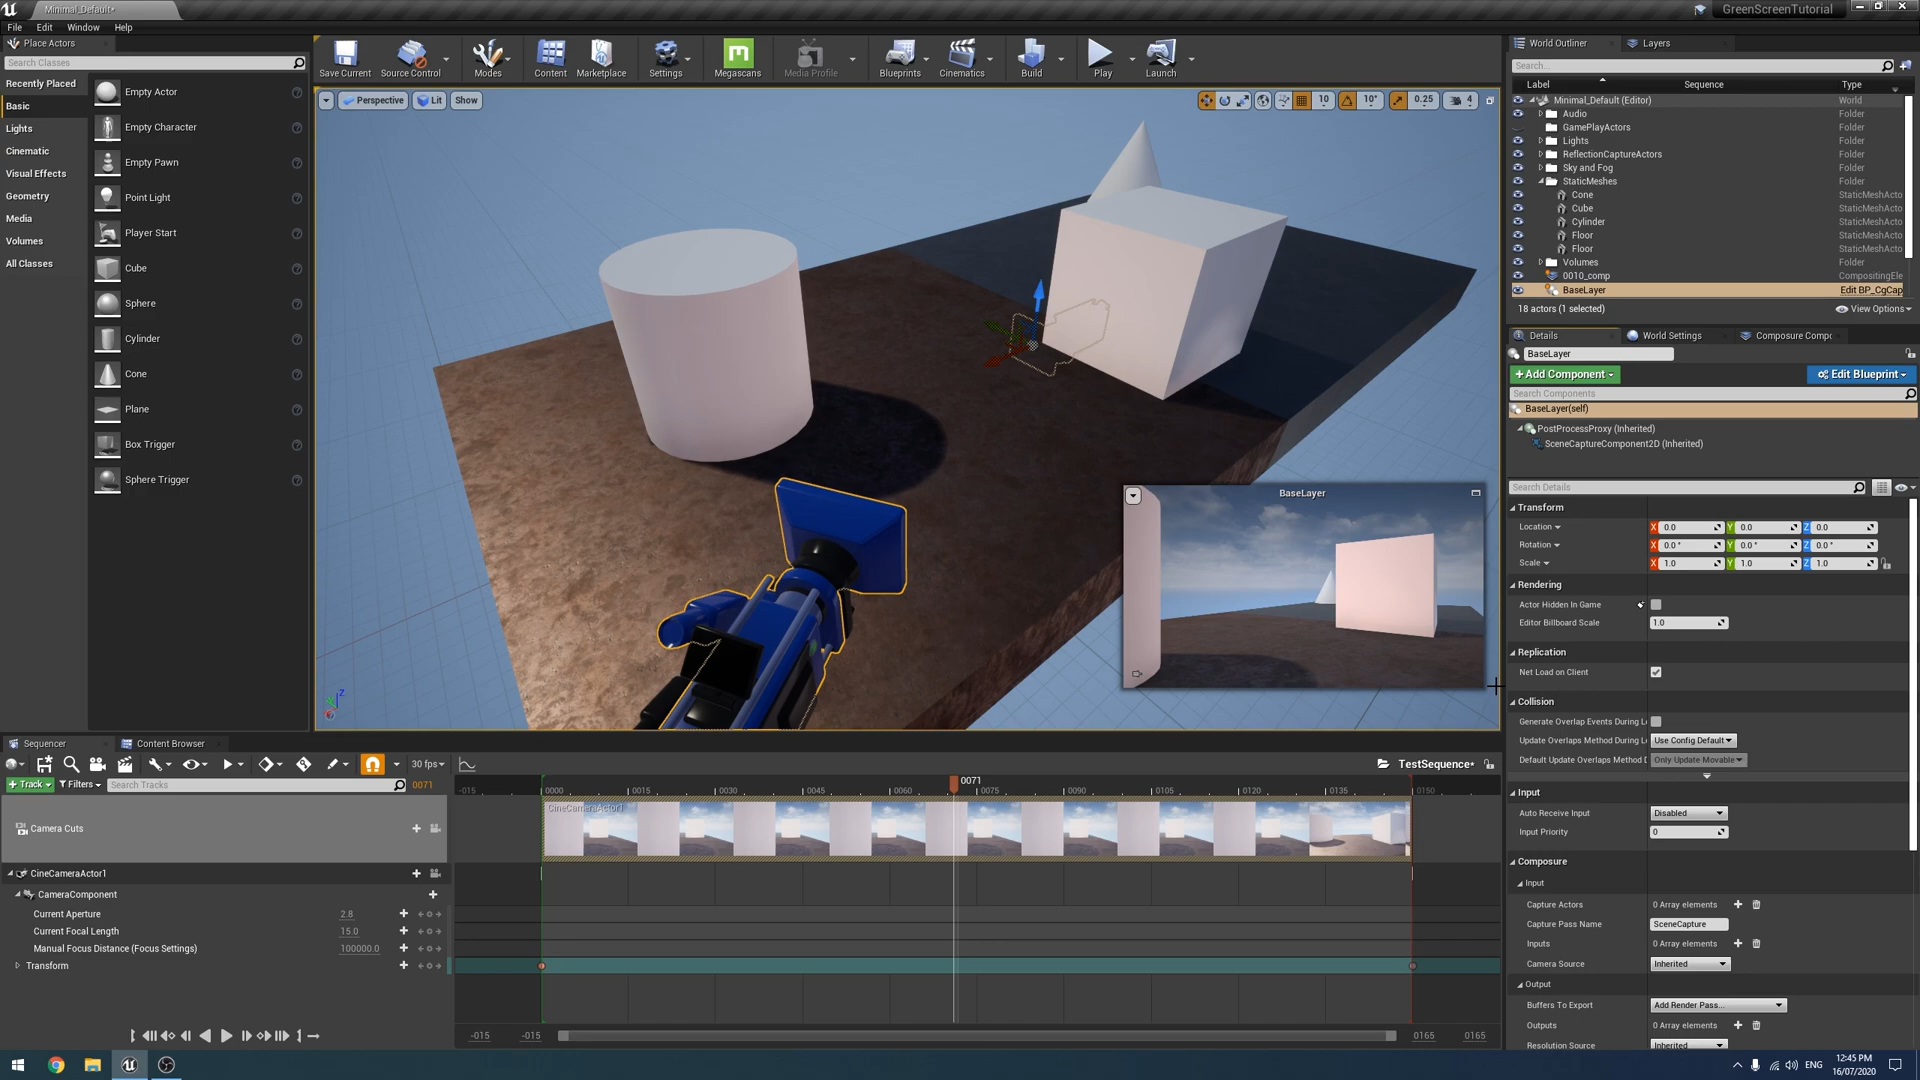 Minimal_Default*
GreenScreenTutorial
File Edit Window Help
Place Actors
Search Classes
Recently Placed
Basic
Lights
Cinematic
Visual Effects
Geometry
Media
Volumes
All Classes
Empty Actor
Empty Character
Empty Pawn
Point Light
Player Start
Cube
Sphere
Cylinder
Cone
Plane
Box Trigger
Sphere Trigger
Save Current
Source Control
Modes
Content
Marketplace
Settings
Megascans
Media Profile
Blueprints
Cinematics
Build
Play
Launch
Perspective Lit Show
10 10° 0.25 4
BaseLayer
World Outliner Layers
Search...
Label Sequence Type
Minimal_Default (Editor) World
Audio Folder
GamePlayActors Folder
Lights Folder
ReflectionCaptureActors Folder
Sky and Fog Folder
StaticMeshes Folder
Cone StaticMeshActo
Cube StaticMeshActo
Cylinder StaticMeshActo
Floor StaticMeshActo
Floor StaticMeshActo
Volumes Folder
0010_comp CompositingEle
BaseLayer Edit BP_CgCap
18 actors (1 selected) View Options
Details World Settings Composure Compo
BaseLayer
+Add Component Edit Blueprint
Search Components
BaseLayer(self)
PostProcessProxy (Inherited)
SceneCaptureComponent2D (Inherited)
Search Details
Transform
Location X 0.0 Y 0.0 Z 0.0
Rotation X 0.0 ° Y 0.0 ° Z 0.0 °
Scale X 1.0 Y 1.0 Z 1.0
Rendering
Actor Hidden In Game
Editor Billboard Scale 1.0
Replication
Net Load on Client
Collision
Generate Overlap Events During L
Update Overlaps Method During L Use Config Default
Default Update Overlaps Method D Only Update Movable
Input
Auto Receive Input Disabled
Input Priority 0
Composure
Input
Capture Actors 0 Array elements
Capture Pass Name SceneCapture
Inputs 0 Array elements
Camera Source Inherited
Output
Buffers To Export Add Render Pass...
Outputs 0 Array elements
Resolution Source Inherited
Sequencer Content Browser
30 fps
TestSequence*
+ Track Filters Search Tracks 0071
-015 0000 0015 0030 0045 0060 0071 0075 0090 0105 0120 0135 0150
CineCameraActor1
Camera Cuts
CineCameraActor1
CameraComponent
Current Aperture 2.8
Current Focal Length 15.0
Manual Focus Distance (Focus Settings) 100000.0
Transform
-015 -015 0165 0165
ENG
12:45 PM
16/07/2020